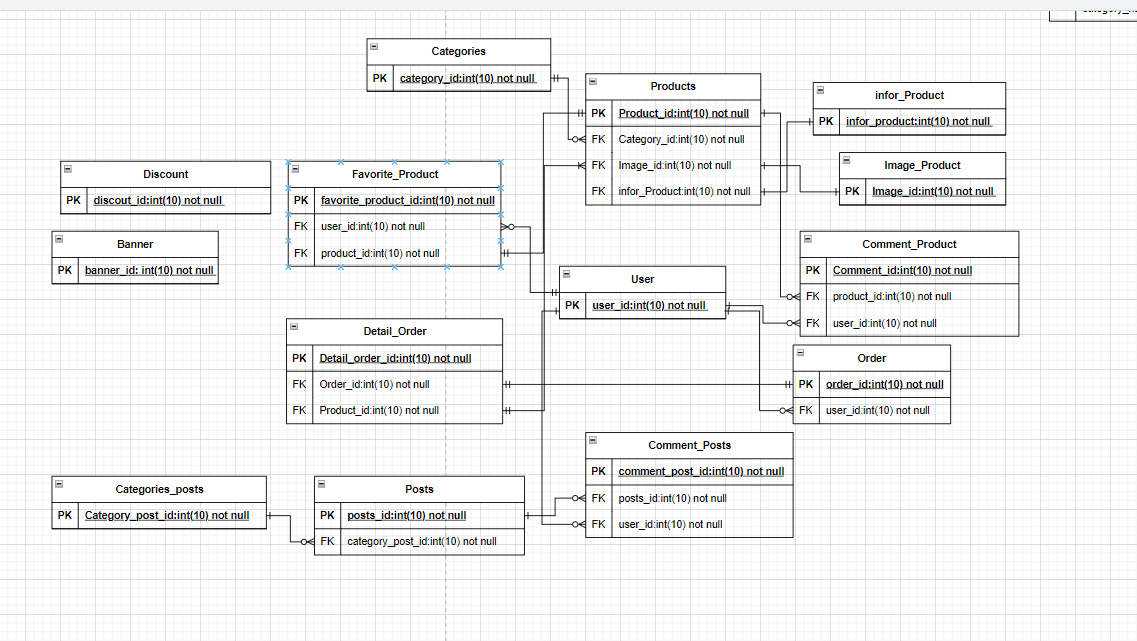 Categories
PK category_id:int(10) not null
Products
PK Product_id:int(10) not null
FK Category_id:int(10) not null
FK Image_id:int(10) not null
FK infor_Product:int(10) not null
infor_Product
PK infor_product:int(10) not null
Image_Product
PK Image_id:int(10) not null
Discount
PK discout_id:int(10) not null
Favorite_Product
PK favorite_product_id:int(10) not null
FK user_id:int(10) not null
FK product_id:int(10) not null
Banner
PK banner_id: int(10) not null
Comment_Product
PK Comment_id:int(10) not null
FK product_id:int(10) not null
FK user_id:int(10) not null
User
PK user_id:int(10) not null
Detail_Order
PK Detail_order_id:int(10) not null
FK Order_id:int(10) not null
FK Product_id:int(10) not null
Order
PK order_id:int(10) not null
FK user_id:int(10) not null
Comment_Posts
PK comment_post_id:int(10) not null
FK posts_id:int(10) not null
FK user_id:int(10) not null
Categories_posts
PK Category_post_id:int(10) not null
Posts
PK posts_id:int(10) not null
FK category_post_id:int(10) not null